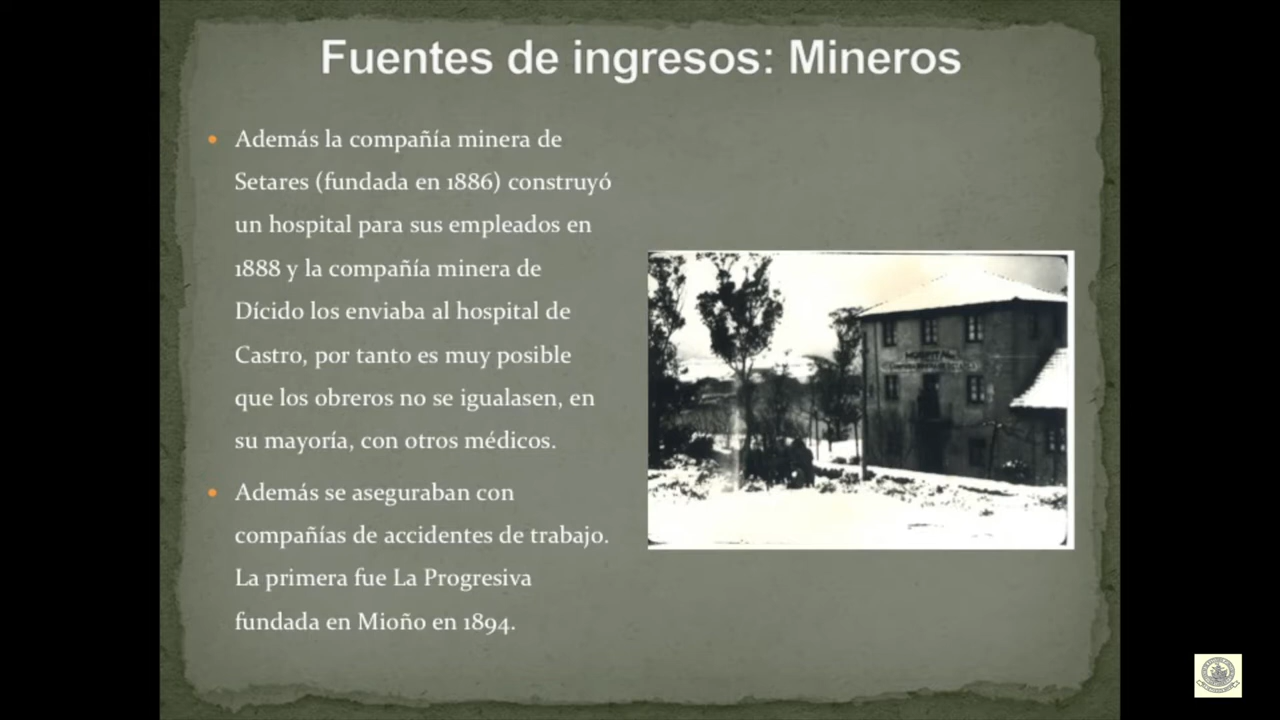 Fuentes de ingresos: Mineros
Además la compañía minera de
Setares (fundada en 1886) construyó
un hospital para sus empleados en
1888 y la compañía minera de
Dícido los enviaba al hospital de
Castro, por tanto es muy posible
que los obreros no se igualasen, en
su mayoría, con otros médicos.
Además se aseguraban con
compañías de accidentes de trabajo.
La primera fue La Progresiva
fundada en Mioño en 1894.
HOSPITAL